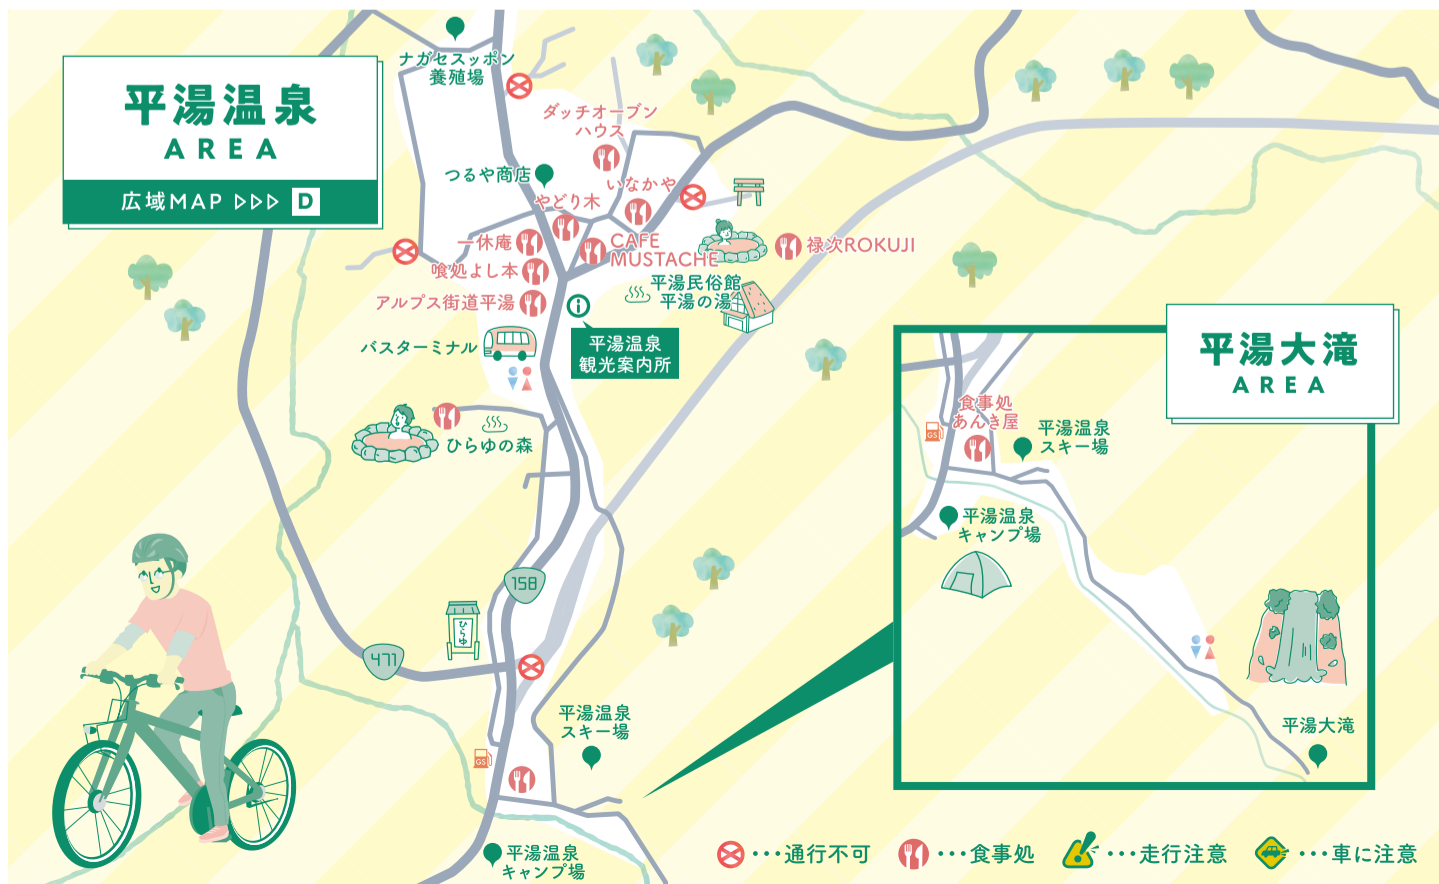 平湯温泉
AREA
広域MAP ▷▷▷ D
ナガセスッポン
養殖場
ダッチオーブン
ハウス
つるや商店
いなかや
やどり木
一休庵
CAFE
MUSTACHE
禄次ROKUJI
喰処よし本
平湯民俗館
平湯の湯
アルプス街道平湯
バスターミナル
平湯温泉
観光案内所
ひらゆの森
158
ひらゆ
471
平湯温泉
スキー場
GS
平湯温泉
キャンプ場
平湯大滝
AREA
食事処
あんき屋
GS
平湯温泉
スキー場
平湯温泉
キャンプ場
平湯大滝
･･･通行不可
･･･食事処
･･･走行注意
･･･車に注意